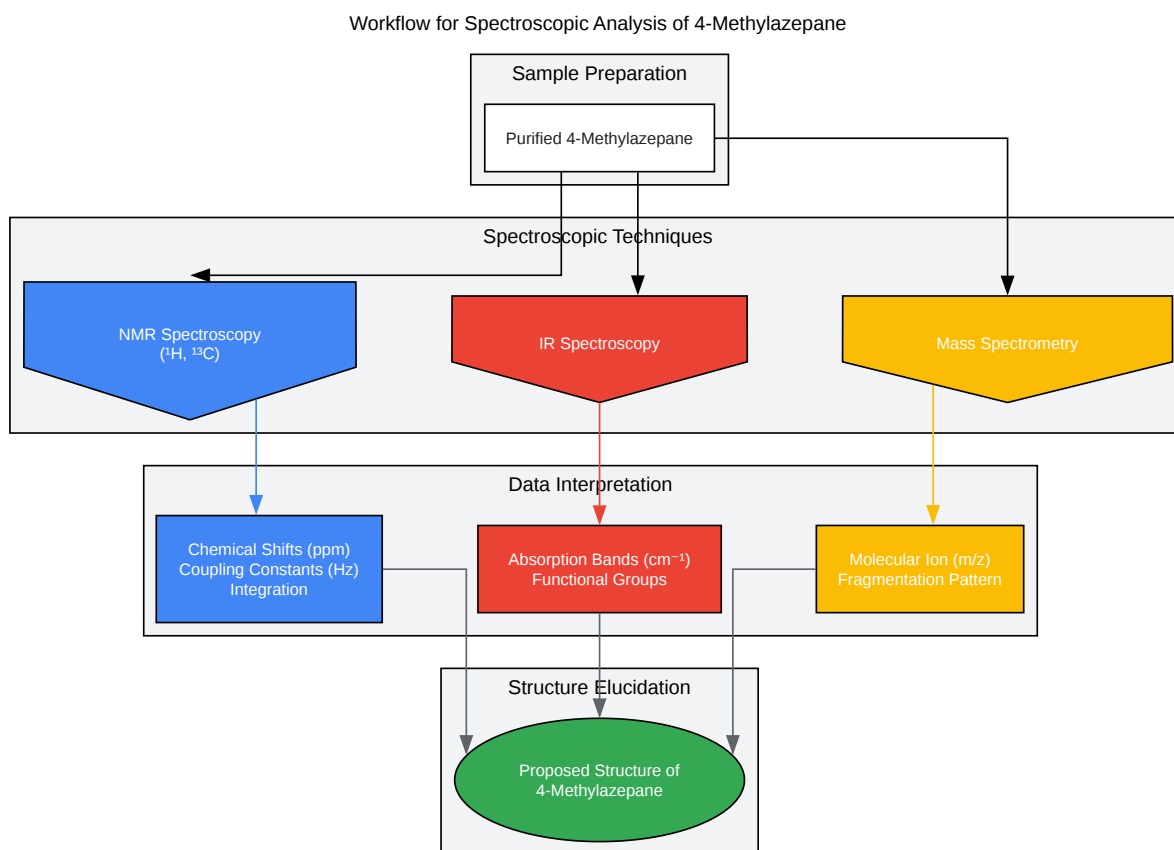 Workflow for Spectroscopic Analysis of 4-Methylazepane
Sample Preparation
Purified 4-Methylazepane
Spectroscopic Techniques
NMR Spectroscopy
(¹H, ¹³C)
IR Spectroscopy
Mass Spectrometry
Data Interpretation
Chemical Shifts (ppm)
Coupling Constants (Hz)
Integration
Absorption Bands (cm⁻¹)
Functional Groups
Molecular Ion (m/z)
Fragmentation Pattern
Structure Elucidation
Proposed Structure of
4-Methylazepane